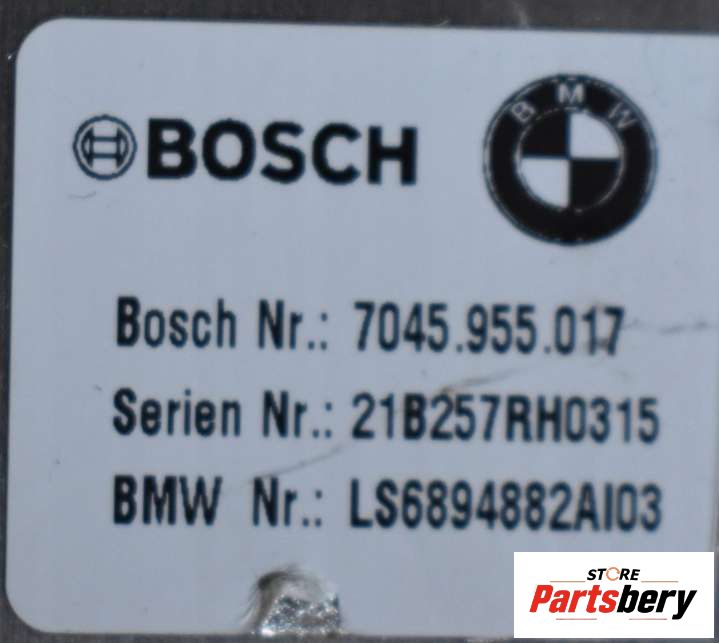 BOSCH
BMW
Bosch Nr.: 7045.955.017
Serien Nr.: 21B257RH0315
BMW Nr.: LS6894882AI03
STORE
Partsbery